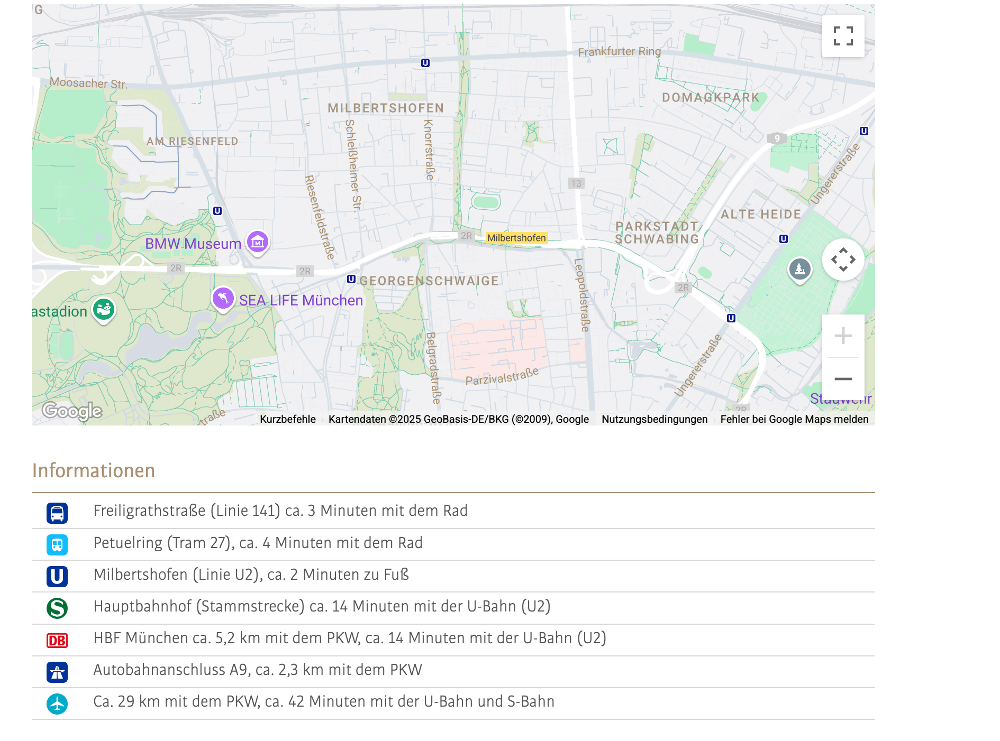 Frankfurter Ring
Moosacher Str.
DOMAGKPARK
MILBERTSHOFEN
Schleißheimer Str.
Knorrstraße
AM RIESENFELD
9
Ungererstraße
Riesenfeldstraße
13
ALTE HEIDE
PARKSTADT
SCHWABING
2R
Milbertshofen
BMW Museum
2R
2R
GEORGENSCHWAIGE
Leopoldstraße
2R
SEA LIFE München
astadion
Belgradstraße
Ungererstraße
Parzivalstraße
Stauwehr
2R
Google
straße
Kurzbefehle
Kartendaten ©2025 GeoBasis-DE/BKG (©2009), Google
Nutzungsbedingungen
Fehler bei Google Maps melden
Informationen
Freiligrathstraße (Linie 141) ca. 3 Minuten mit dem Rad
Petuelring (Tram 27), ca. 4 Minuten mit dem Rad
U Milbertshofen (Linie U2), ca. 2 Minuten zu Fuß
S Hauptbahnhof (Stammstrecke) ca. 14 Minuten mit der U-Bahn (U2)
DB HBF München ca. 5,2 km mit dem PKW, ca. 14 Minuten mit der U-Bahn (U2)
Autobahnanschluss A9, ca. 2,3 km mit dem PKW
Ca. 29 km mit dem PKW, ca. 42 Minuten mit der U-Bahn und S-Bahn